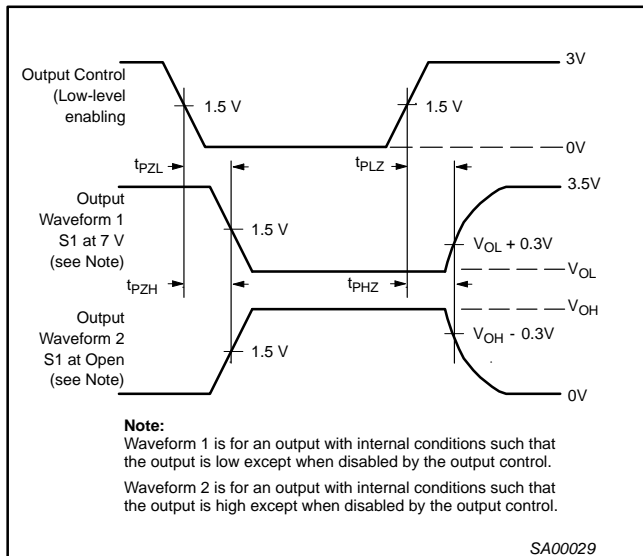 3V
Output Control
(Low-level
enabling
1.5 V
1.5 V
0V
tPZL
tPLZ
3.5V
Output
Waveform 1
S1 at 7 V
(see Note)
1.5 V
VOL + 0.3V
VOL
tPZH
tPHZ
VOH
Output
Waveform 2
S1 at Open
(see Note)
1.5 V
VOH - 0.3V
0V
Note:
Waveform 1 is for an output with internal conditions such that
the output is low except when disabled by the output control.
Waveform 2 is for an output with internal conditions such that
the output is high except when disabled by the output control.
SA00029